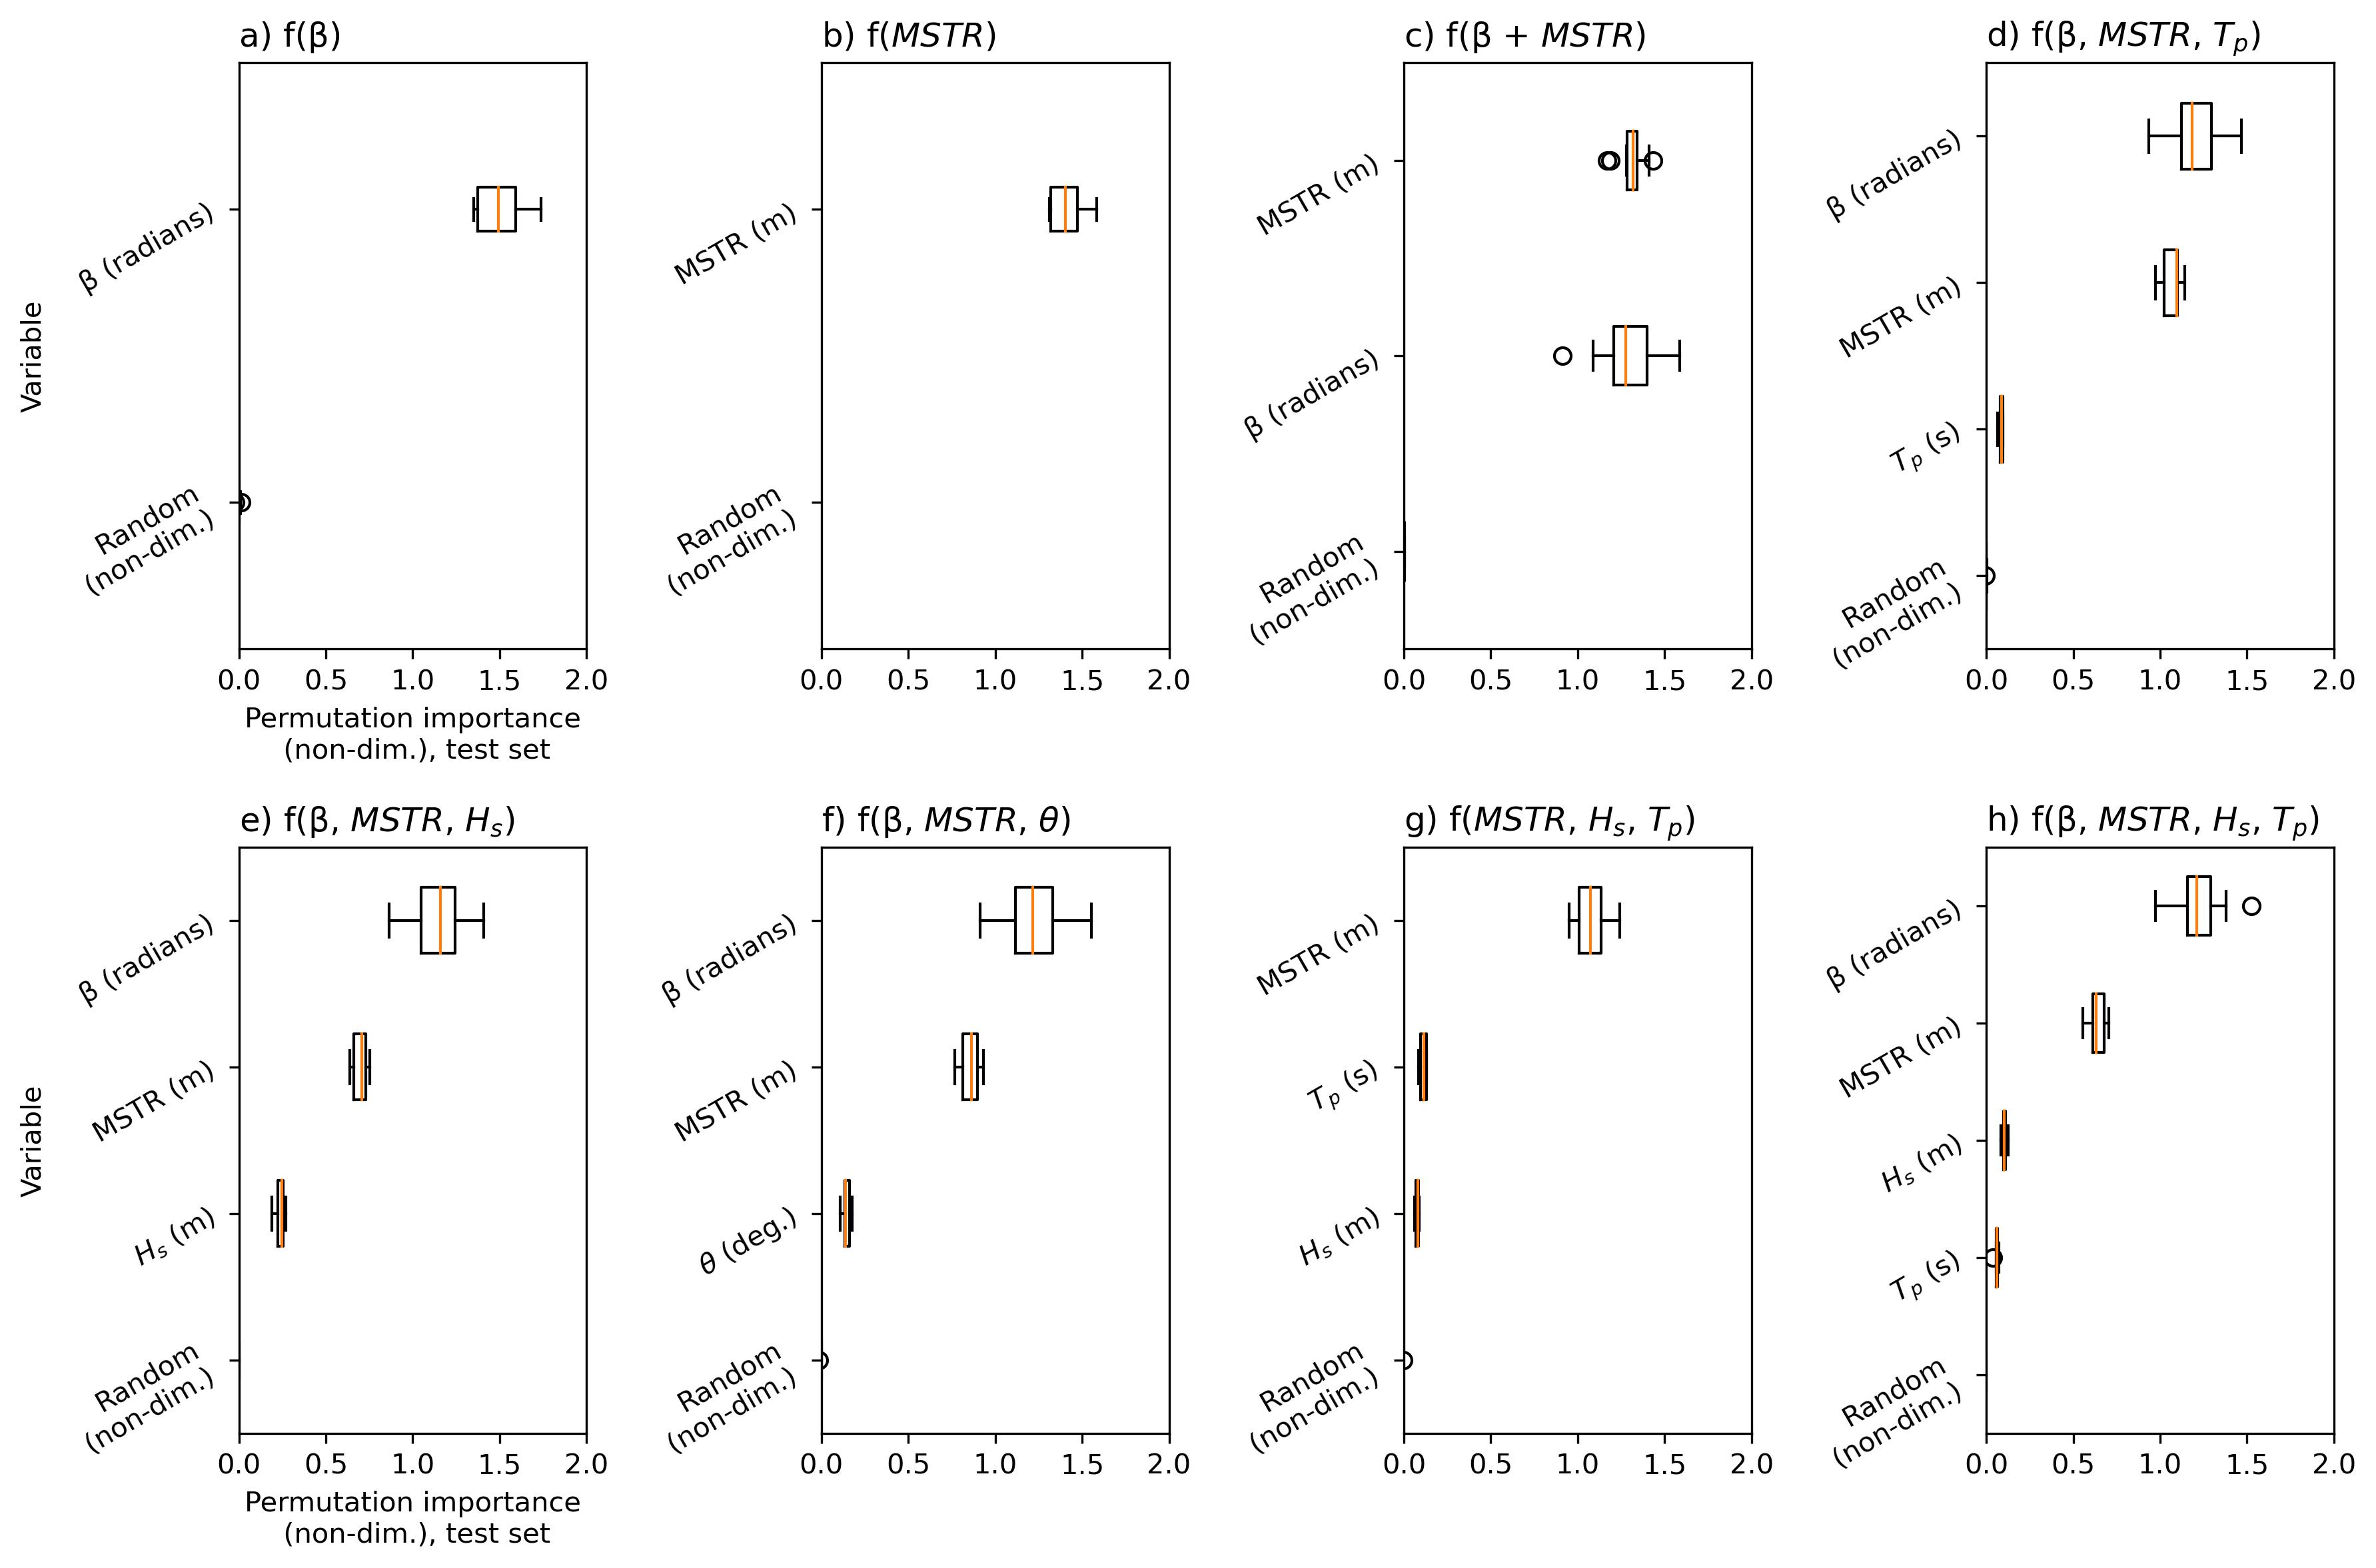 a) f(β)
Variable
β (radians)
Random
(non-dim.)
0.0 0.5 1.0 1.5 2.0
Permutation importance
(non-dim.), test set
b) f(MSTR)
MSTR (m)
Random
(non-dim.)
0.0 0.5 1.0 1.5 2.0
c) f(β + MSTR)
MSTR (m)
β (radians)
Random
(non-dim.)
0.0 0.5 1.0 1.5 2.0
d) f(β, MSTR, Tp)
β (radians)
MSTR (m)
Tp (s)
Random
(non-dim.)
0.0 0.5 1.0 1.5 2.0
e) f(β, MSTR, Hs)
Variable
β (radians)
MSTR (m)
Hs (m)
Random
(non-dim.)
0.0 0.5 1.0 1.5 2.0
Permutation importance
(non-dim.), test set
f) f(β, MSTR, θ)
β (radians)
MSTR (m)
θ (deg.)
Random
(non-dim.)
0.0 0.5 1.0 1.5 2.0
g) f(MSTR, Hs, Tp)
MSTR (m)
Tp (s)
Hs (m)
Random
(non-dim.)
0.0 0.5 1.0 1.5 2.0
h) f(β, MSTR, Hs, Tp)
β (radians)
MSTR (m)
Hs (m)
Tp (s)
Random
(non-dim.)
0.0 0.5 1.0 1.5 2.0